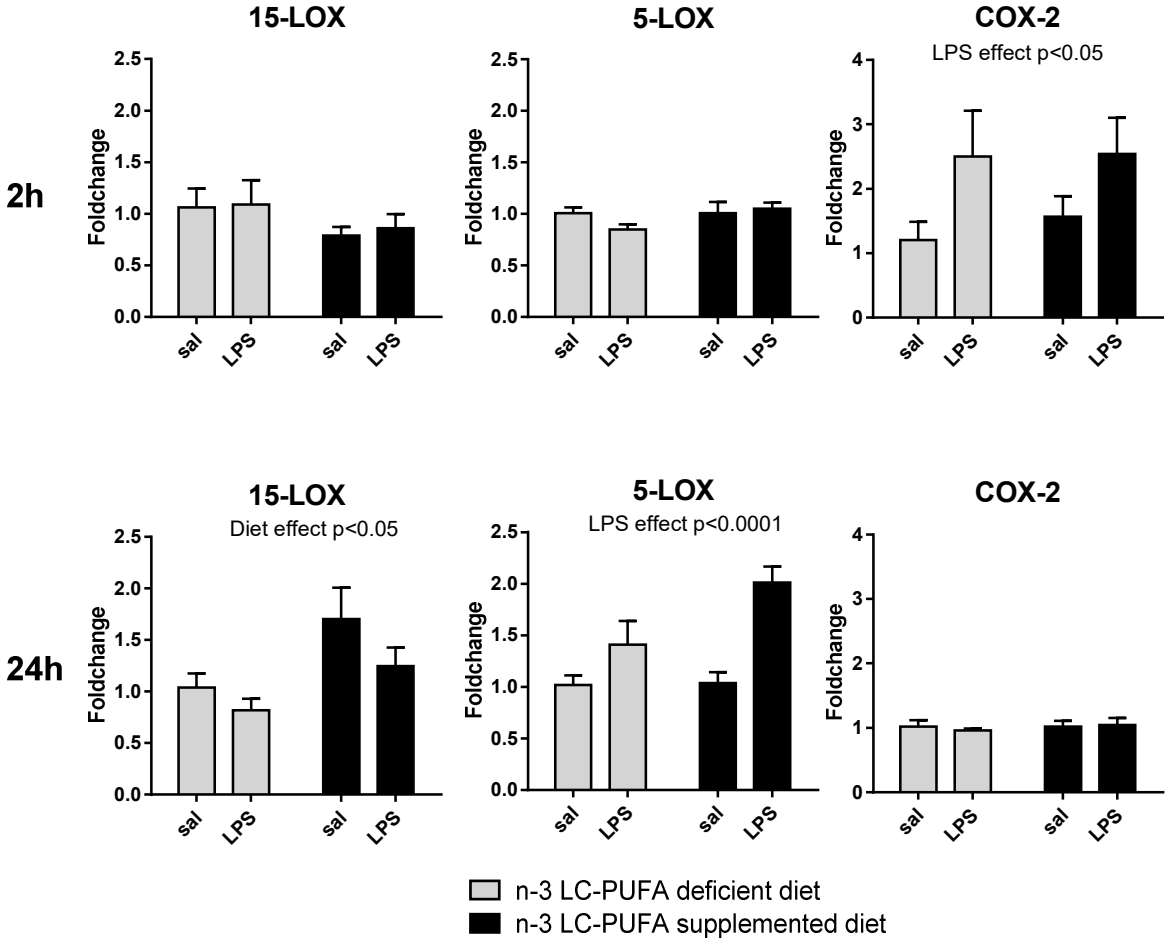 15-LOX
5-LOX
COX-2
LPS effect p<0.05
2h
Foldchange
2.5
2.0
1.5
1.0
0.5
0.0
sal
LPS
sal
LPS
Foldchange
2.5
2.0
1.5
1.0
0.5
0.0
sal
LPS
sal
LPS
Foldchange
4
3
2
1
0
sal
LPS
sal
LPS
15-LOX
Diet effect p<0.05
5-LOX
LPS effect p<0.0001
COX-2
24h
Foldchange
2.5
2.0
1.5
1.0
0.5
0.0
sal
LPS
sal
LPS
Foldchange
2.5
2.0
1.5
1.0
0.5
0.0
sal
LPS
sal
LPS
Foldchange
4
3
2
1
0
sal
LPS
sal
LPS
n-3 LC-PUFA deficient diet
n-3 LC-PUFA supplemented diet